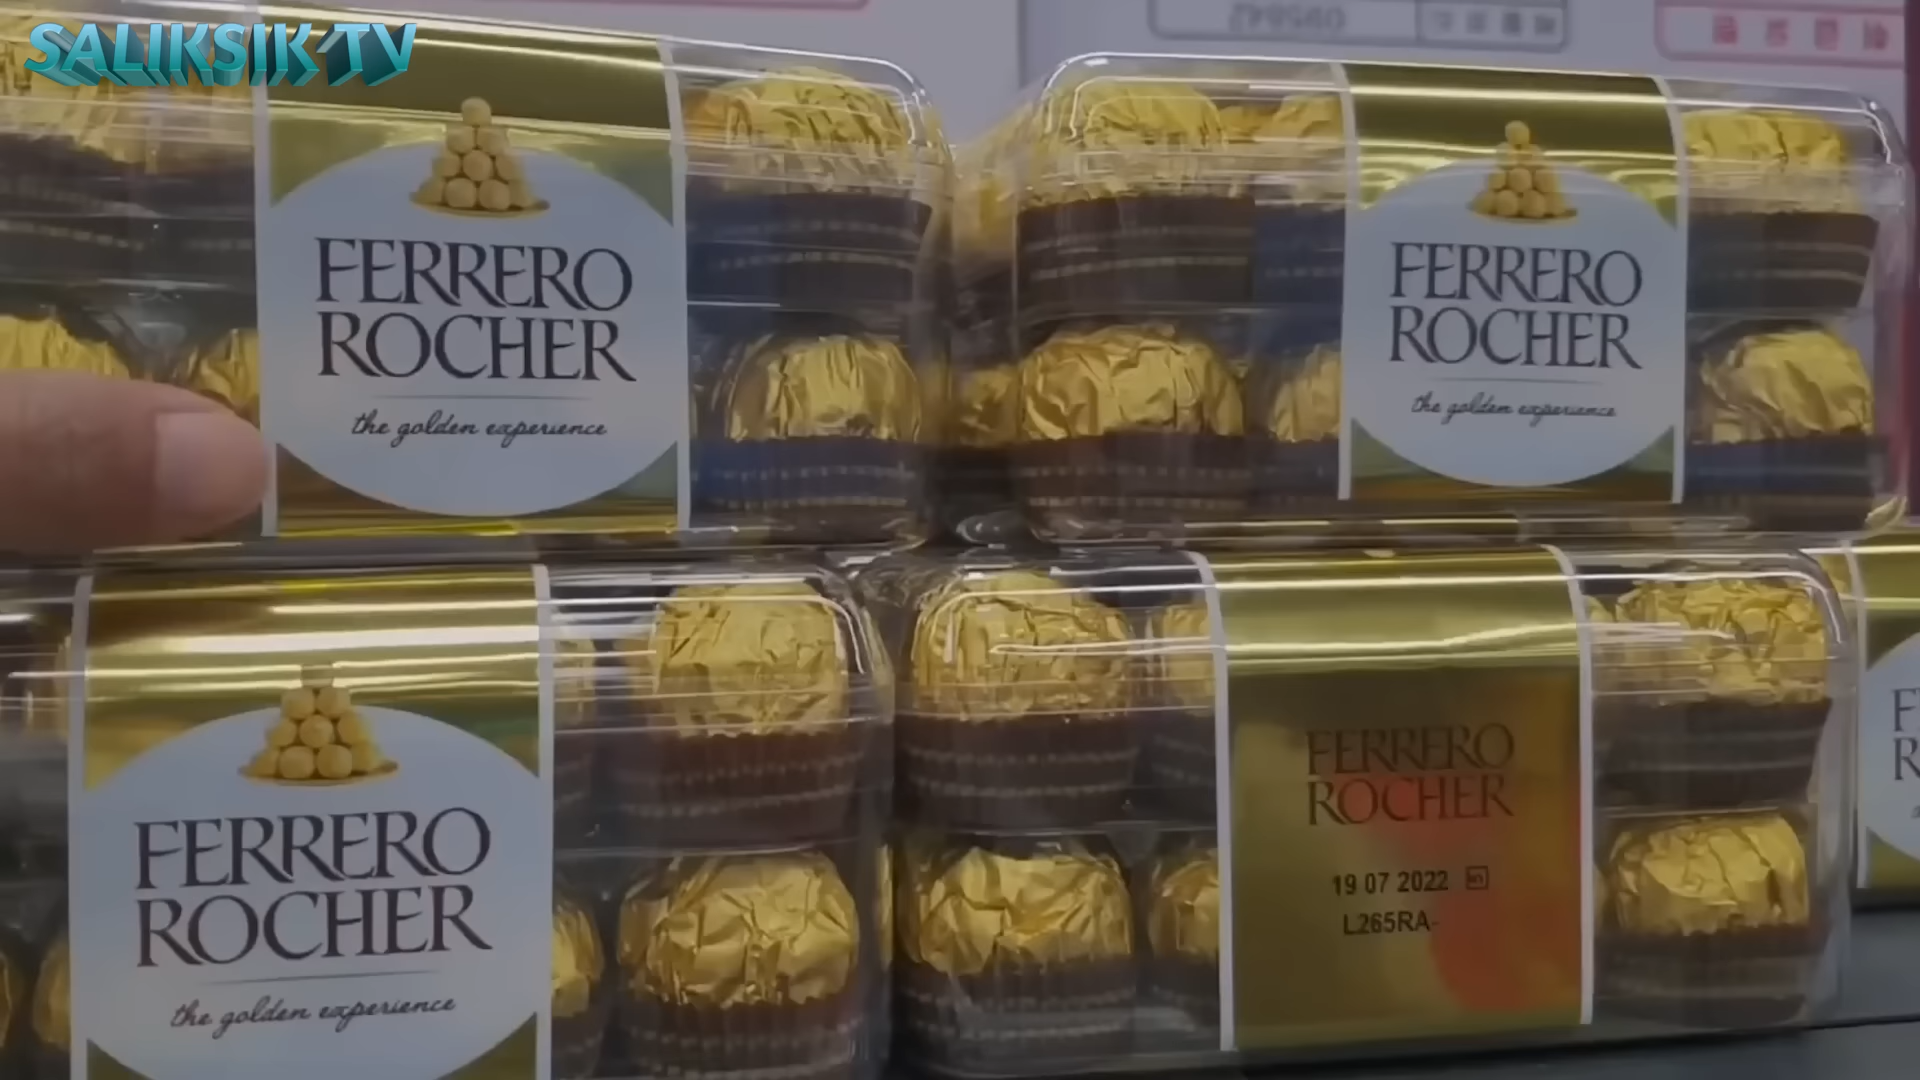 SALIKSIK TV
FERRERO
ROCHER
the golden experience
FERRERO
ROCHER
the golden experience
FERRERO
ROCHER
the golden experience
FERRERO
ROCHER
19 07 2022
L265RA-